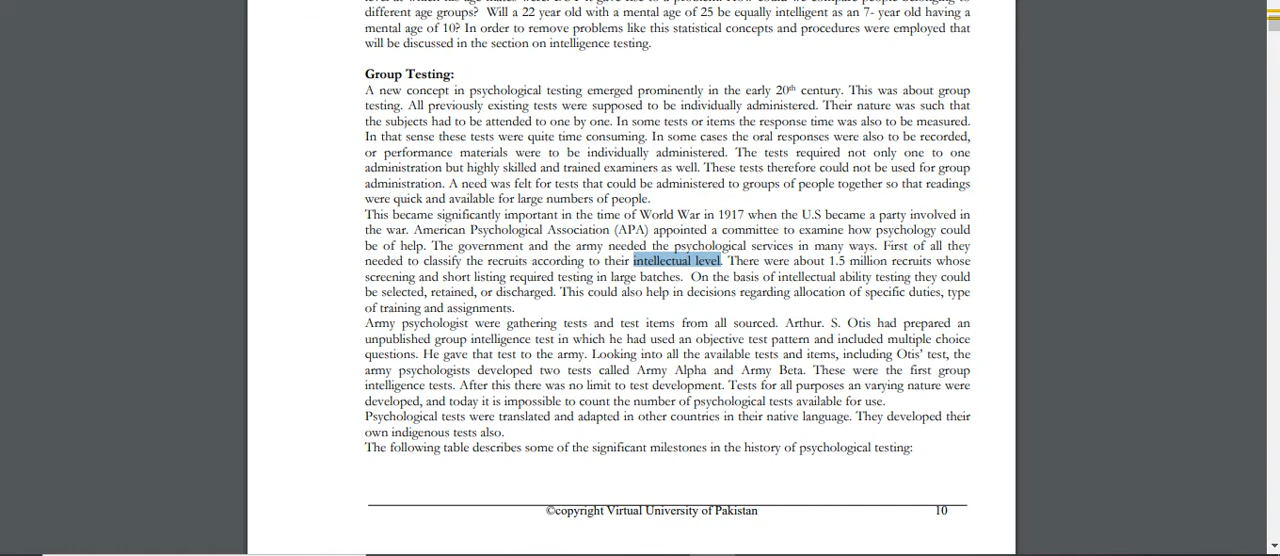 different age groups? Will a 22 year old with a mental age of 25 be equally intelligent as an 7- year old having a
mental age of 10? In order to remove problems like this statistical concepts and procedures were employed that
will be discussed in the section on intelligence testing.
Group Testing:
A new concept in psychological testing emerged prominently in the early 20th century. This was about group
testing. All previously existing tests were supposed to be individually administered. Their nature was such that
the subjects had to be attended to one by one. In some tests or items the response time was also to be measured.
In that sense these tests were quite time consuming. In some cases the oral responses were also to be recorded,
or performance materials were to be individually administered. The tests required not only one to one
administration but highly skilled and trained examiners as well. These tests therefore could not be used for group
administration. A need was felt for tests that could be administered to groups of people together so that readings
were quick and available for large numbers of people.
This became significantly important in the time of World War in 1917 when the U.S became a party involved in
the war. American Psychological Association (APA) appointed a committee to examine how psychology could
be of help. The government and the army needed the psychological services in many ways. First of all they
needed to classify the recruits according to their intellectual level. There were about 1.5 million recruits whose
screening and short listing required testing in large batches. On the basis of intellectual ability testing they could
be selected, retained, or discharged. This could also help in decisions regarding allocation of specific duties, type
of training and assignments.
Army psychologist were gathering tests and test items from all sourced. Arthur. S. Otis had prepared an
unpublished group intelligence test in which he had used an objective test pattern and included multiple choice
questions. He gave that test to the army. Looking into all the available tests and items, including Otis' test, the
army psychologists developed two tests called Army Alpha and Army Beta. These were the first group
intelligence tests. After this there was no limit to test development. Tests for all purposes an varying nature were
developed, and today it is impossible to count the number of psychological tests available for use.
Psychological tests were translated and adapted in other countries in their native language. They developed their
own indigenous tests also.
The following table describes some of the significant milestones in the history of psychological testing:
©copyright Virtual University of Pakistan 10